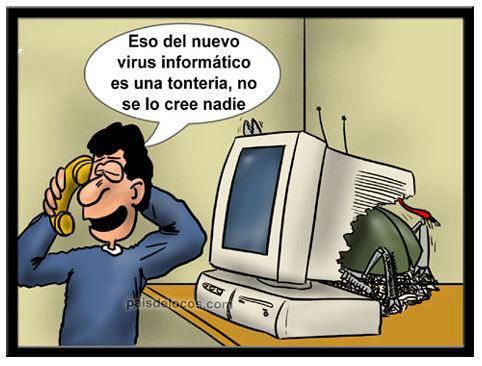 Eso del nuevo
virus informático
es una tonteria, no
se lo cree nadie
paisdelocos.com